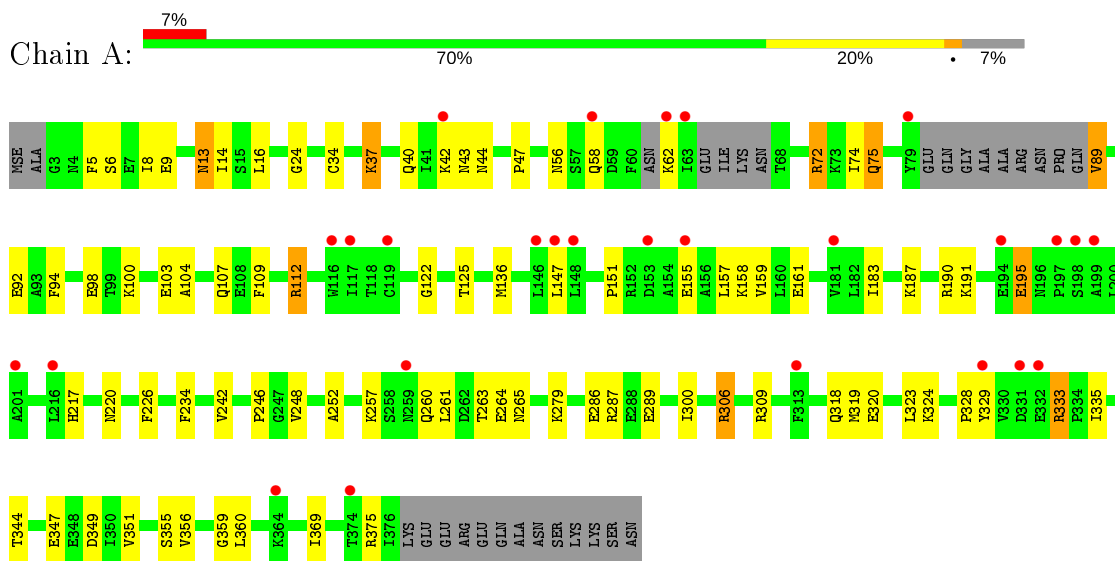 7%
Chain A:
70% 20% • 7%
MSE ALA G3 N4 F5 S6 E7 I8 E9 N13 I14 S15 L16 G24 C34 K37 Q40 I41 K42 N43 N44 P47 N56 S57 Q58 D59 F60 ASN K62 I63 GLU ILE LYS ASN T68 R72 K73 I74 Q75 Y79 GLU GLN GLY ALA ALA ARG ASN PRO GLN V89
E92 A93 F94 E98 T99 K100 E103 A104 Q107 E108 F109 R112 W116 I117 T118 C119 G122 T125 M136 L146 L147 L148 P151 R152 D153 A154 E155 A156 L157 K158 V159 L160 E161 V181 L182 I183 K187 R190 K191 E194 E195 N196 P197 S198 A199 L200
A201 L216 H217 N220 F226 F234 V242 P246 G247 V248 A252 K257 S258 N259 Q260 L261 D262 T263 E264 N265 K279 E286 R287 E288 E289 I300 R306 R309 F313 Q318 M319 E320 L323 K324 P328 Y329 V330 D331 E332 R333 P334 I335
T344 E347 E348 D349 I350 V351 S355 V356 G359 L360 K364 I369 T374 R375 I376 LYS GLU GLU ARG GLU GLN ALA ASN SER LYS LYS SER ASN